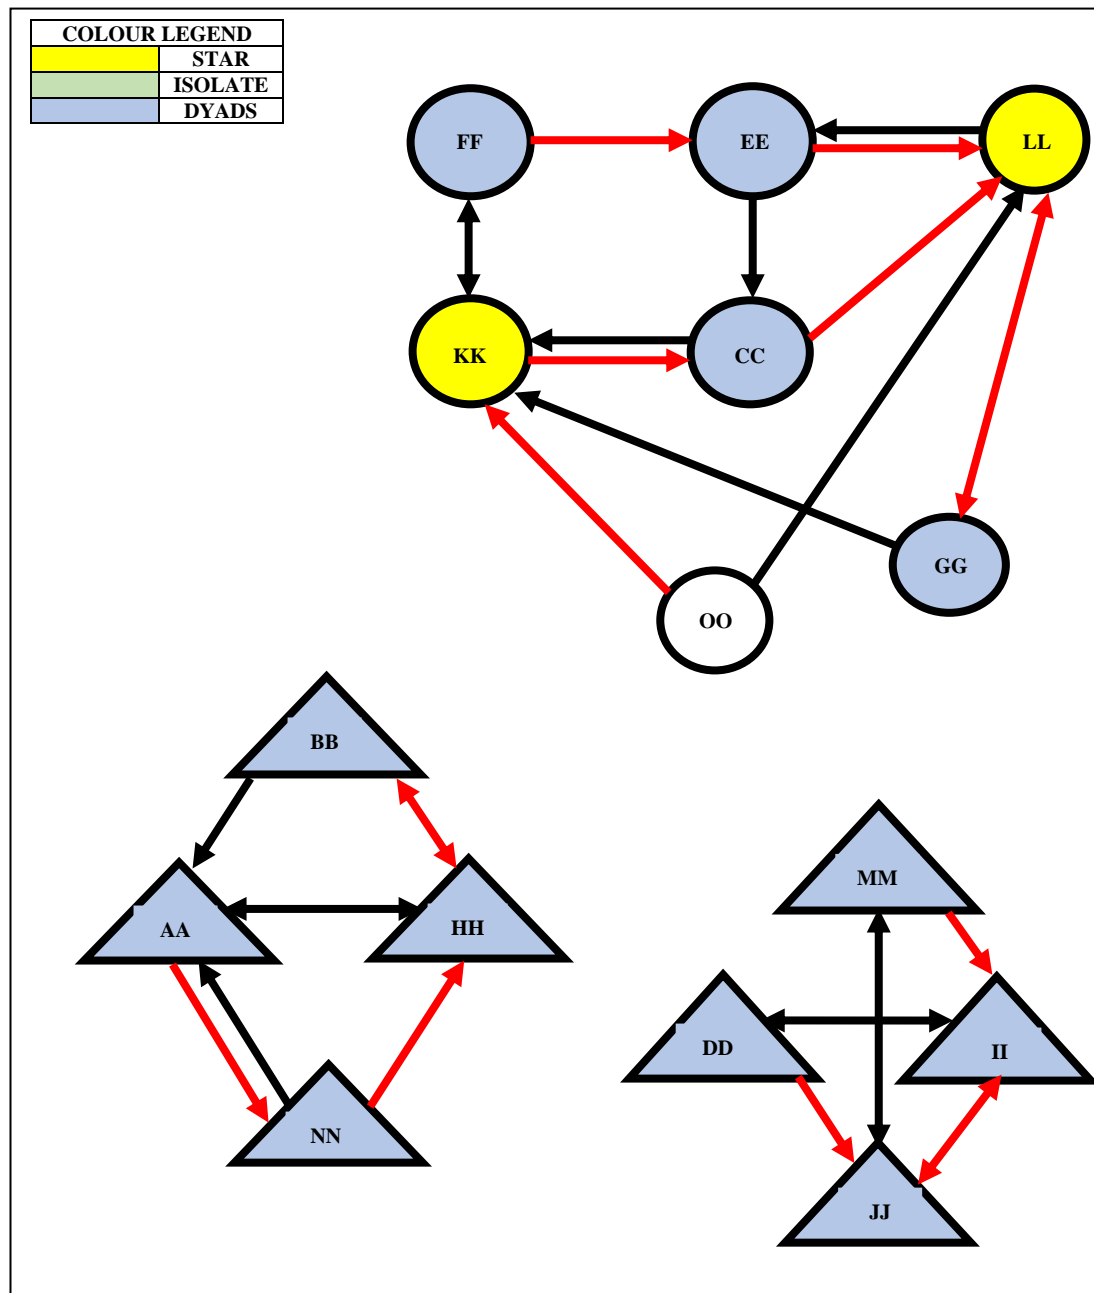 COLOUR LEGEND
STAR
ISOLATE
DYADS
FF
EE
LL
KK
CC
GG
OO
BB
AA
HH
NN
MM
DD
II
JJ